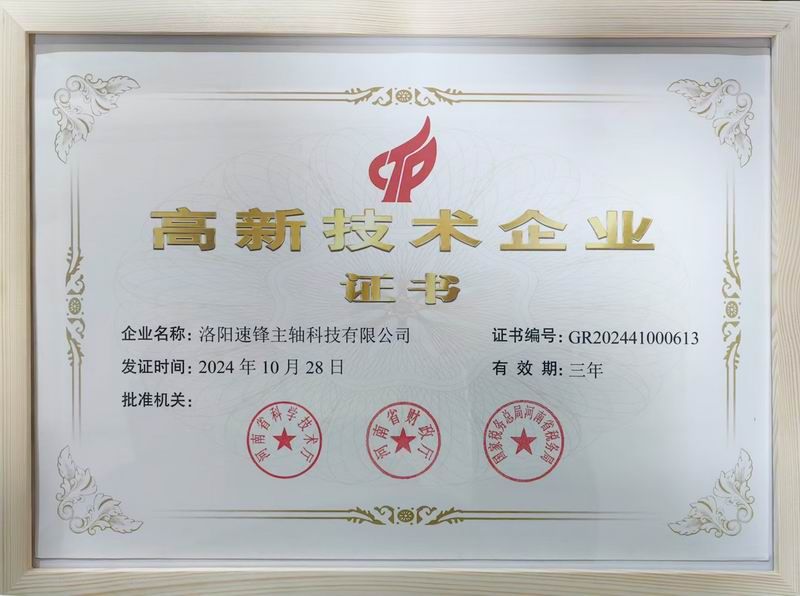 高新技术企业
证书
企业名称：洛阳速锋主轴科技有限公司 证书编号：GR202441000613
发证时间：2024 年 10 月 28 日 有 效 期：三年
批准机关：
河南省科学技术厅 河南省财政厅 国家税务总局河南省税务局